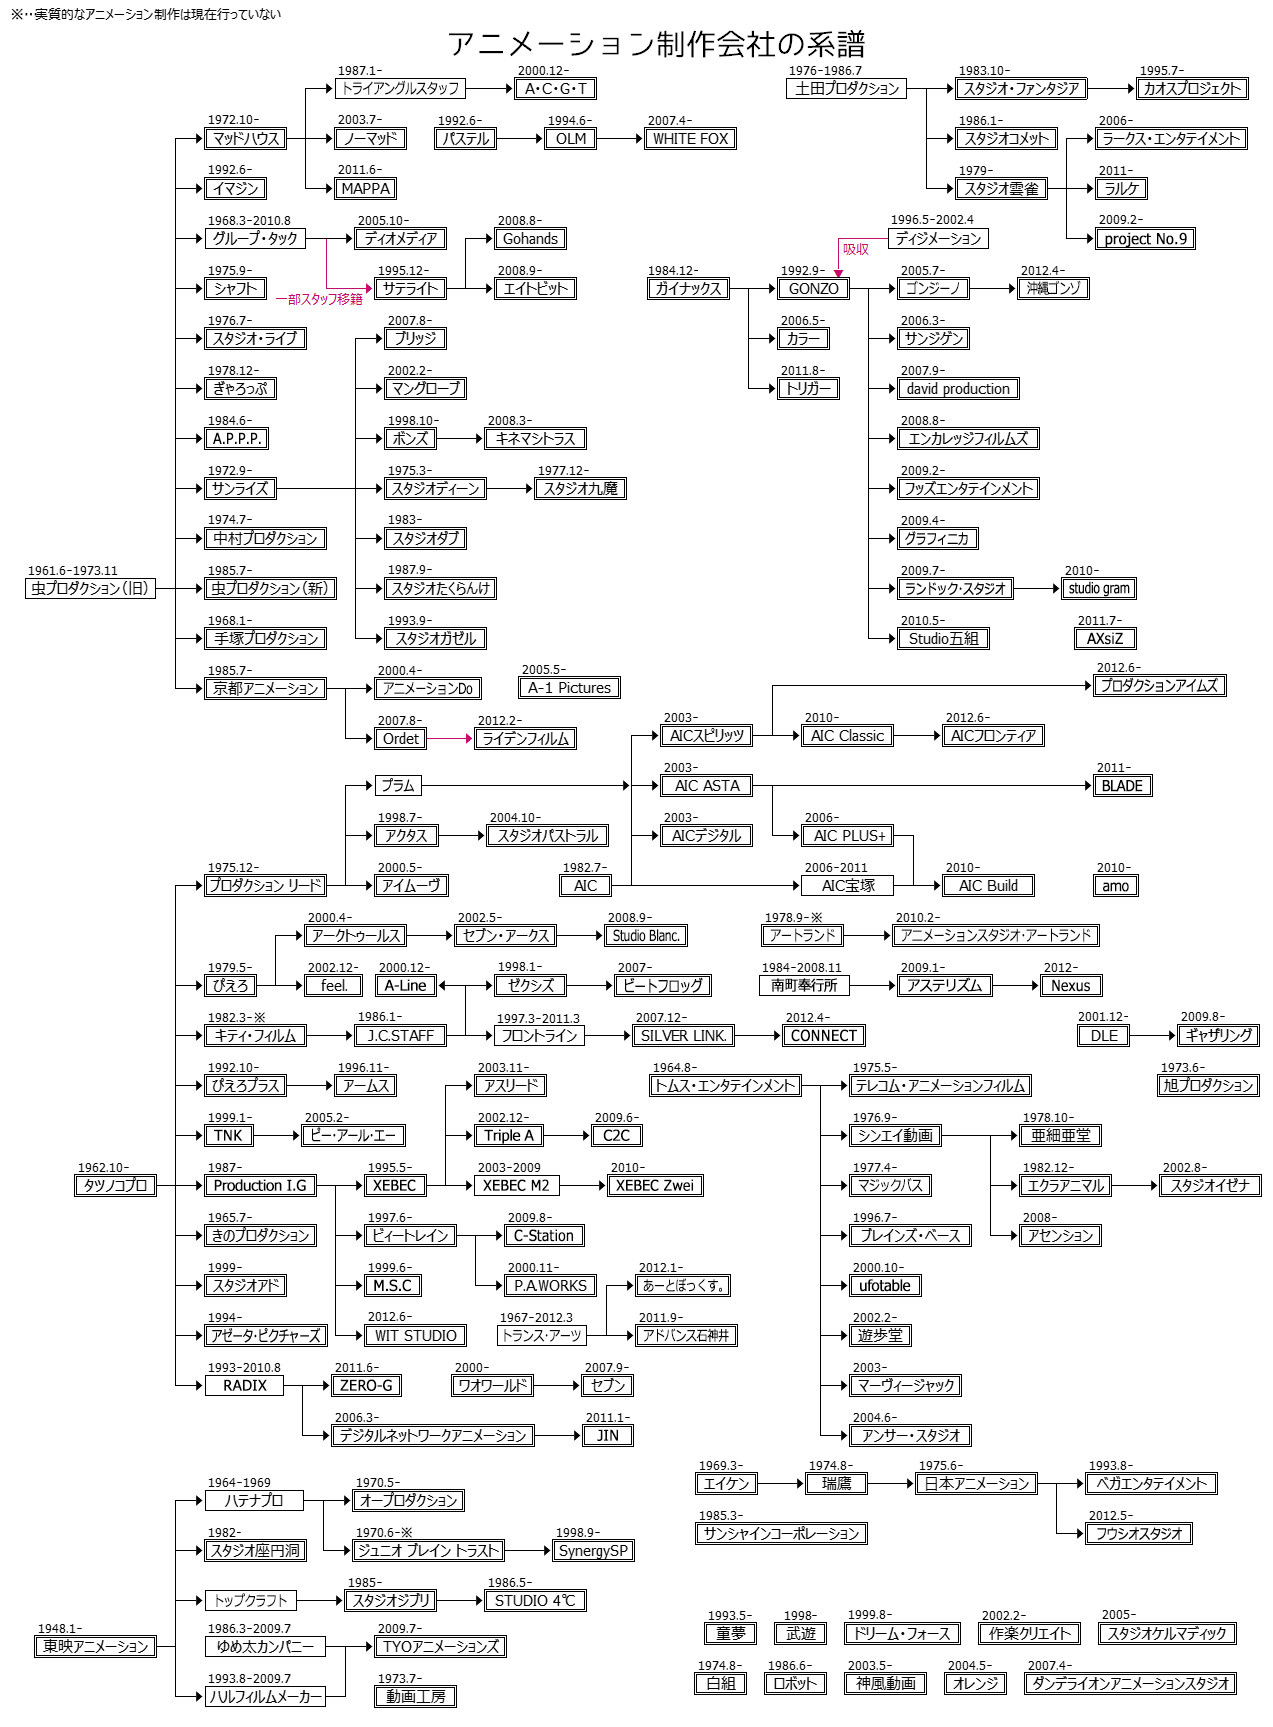 ※‥実質的なアニメーション制作は現在行っていない
アニメーション制作会社の系譜
1987.1-
トライアングルスタッフ
2000.12-
A・C・G・T
1976-1986.7
土田プロダクション
1983.10-
スタジオ・ファンタジア
1995.7-
カオスプロジェクト
1972.10-
マッドハウス
2003.7-
ノーマッド
1992.6-
パステル
1994.6-
OLM
2007.4-
WHITE FOX
1986.1-
スタジオコメット
2006-
ラークス・エンタテイメント
1992.6-
イマジン
2011.6-
MAPPA
1979-
スタジオ雲雀
2011-
ラルケ
1968.3-2010.8
グループ・タック
2005.10-
ディオメディア
2008.8-
Gohands
1996.5-2002.4
ディジメーション
2009.2-
project No.9
吸収
1975.9-
シャフト
一部スタッフ移籍
1995.12-
サテライト
2008.9-
エイトビット
1984.12-
ガイナックス
1992.9-
GONZO
2005.7-
ゴンジーノ
2012.4-
沖縄ゴンゾ
1976.7-
スタジオ・ライブ
2007.8-
ブリッジ
2006.5-
カラー
2006.3-
サンジゲン
1978.12-
ぎゃろっぷ
2002.2-
マングローブ
2011.8-
トリガー
2007.9-
david production
1984.6-
A.P.P.P.
1998.10-
ボンズ
2008.3-
キネマシトラス
2008.8-
エンカレッジフィルムズ
1972.9-
サンライズ
1975.3-
スタジオディーン
1977.12-
スタジオ九魔
2009.2-
フッズエンタテインメント
1974.7-
中村プロダクション
1983-
スタジオダブ
2009.4-
グラフィニカ
1961.6-1973.11
虫プロダクション(旧)
1985.7-
虫プロダクション(新)
1987.9-
スタジオたくらんけ
2009.7-
ランドック・スタジオ
2010-
studio gram
1968.1-
手塚プロダクション
1993.9-
スタジオガゼル
2010.5-
Studio五組
2011.7-
AXsiZ
1985.7-
京都アニメーション
2000.4-
アニメーションDo
2005.5-
A-1 Pictures
2012.6-
プロダクションアイムズ
2007.8-
Ordet
2012.2-
ライデンフィルム
2003-
AICスピリッツ
2010-
AIC Classic
2012.6-
AICフロンティア
プラム
2003-
AIC ASTA
2011-
BLADE
1998.7-
アクタス
2004.10-
スタジオパストラル
2003-
AICデジタル
2006-
AIC PLUS+
1975.12-
プロダクション リード
2000.5-
アイムーヴ
1982.7-
AIC
2006-2011
AIC宝塚
2010-
AIC Build
2010-
amo
2000.4-
アークトゥールス
2002.5-
セブン・アークス
2008.9-
Studio Blanc.
1978.9-※
アートランド
2010.2-
アニメーションスタジオ・アートランド
1979.5-
ぴえろ
2002.12-
feel.
2000.12-
A-Line
1998.1-
ゼクシズ
2007-
ビートフロッグ
1984-2008.11
南町奉行所
2009.1-
アステリズム
2012-
Nexus
1982.3-※
キティ・フィルム
1986.1-
J.C.STAFF
1997.3-2011.3
フロントライン
2007.12-
SILVER LINK.
2012.4-
CONNECT
2001.12-
DLE
2009.8-
ギャザリング
1992.10-
ぴえろプラス
1996.11-
アームス
2003.11-
アスリード
1964.8-
トムス・エンタテインメント
1975.5-
テレコム・アニメーションフィルム
1973.6-
旭プロダクション
1999.1-
TNK
2005.2-
ピー・アール・エー
2002.12-
Triple A
2009.6-
C2C
1976.9-
シンエイ動画
1978.10-
亜細亜堂
1962.10-
タツノコプロ
1987-
Production I.G
1995.5-
XEBEC
2003-2009
XEBEC M2
2010-
XEBEC Zwei
1977.4-
マジックバス
1982.12-
エクラアニマル
2002.8-
スタジオイゼナ
1965.7-
きのプロダクション
1997.6-
ビィートレイン
2009.8-
C-Station
1996.7-
ブレインズ・ベース
2008-
アセンション
1999-
スタジオアド
1999.6-
M.S.C
2000.11-
P.A.WORKS
2012.1-
あーとぼっくす。
2000.10-
ufotable
1994-
アゼータ・ピクチャーズ
2012.6-
WIT STUDIO
1967-2012.3
トランス・アーツ
2011.9-
アドバンス石神井
2002.2-
遊歩堂
1993-2010.8
RADIX
2011.6-
ZERO-G
2000-
ワオワールド
2007.9-
セブン
2003-
マーヴィージャック
2006.3-
デジタルネットワークアニメーション
2011.1-
JIN
2004.6-
アンサー・スタジオ
1964-1969
ハテナプロ
1970.5-
オープロダクション
1969.3-
エイケン
1974.8-
瑞鷹
1975.6-
日本アニメーション
1993.8-
ベガエンタテイメント
1982-
スタジオ座円洞
1970.6-※
ジュニオ ブレイン トラスト
1998.9-
SynergySP
1985.3-
サンシャインコーポレーション
2012.5-
フウシオスタジオ
トップクラフト
1985-
スタジオジブリ
1986.5-
STUDIO 4℃
1948.1-
東映アニメーション
1986.3-2009.7
ゆめ太カンパニー
2009.7-
TYOアニメーションズ
1993.5-
童夢
1998-
武遊
1999.8-
ドリーム・フォース
2002.2-
作楽クリエイト
2005-
スタジオケルマディック
1993.8-2009.7
ハルフィルムメーカー
1973.7-
動画工房
1974.8-
白組
1986.6-
ロボット
2003.5-
神風動画
2004.5-
オレンジ
2007.4-
ダンデライオンアニメーションスタジオ